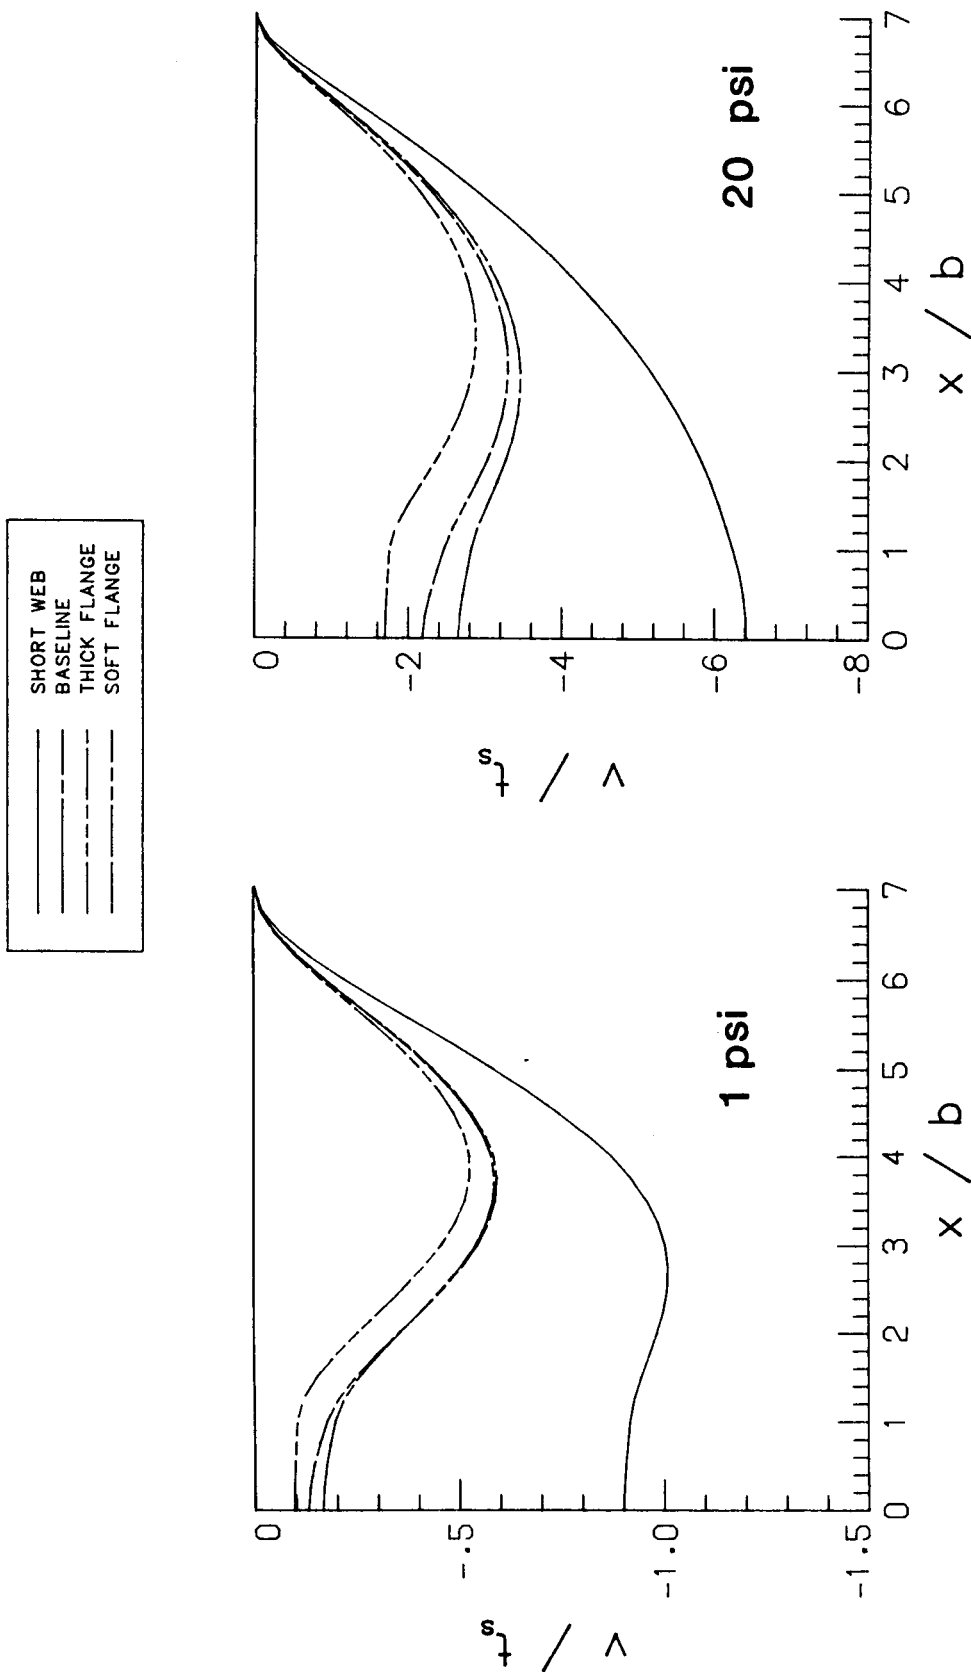 SHORT WEB
BASELINE
THICK FLANGE
SOFT FLANGE
0
-.5
-1.0
-1.5
v / ts
0 1 2 3 4 5 6 7
x / b
1 psi
0
-2
-4
-6
-8
v / ts
0 1 2 3 4 5 6 7
x / b
20 psi